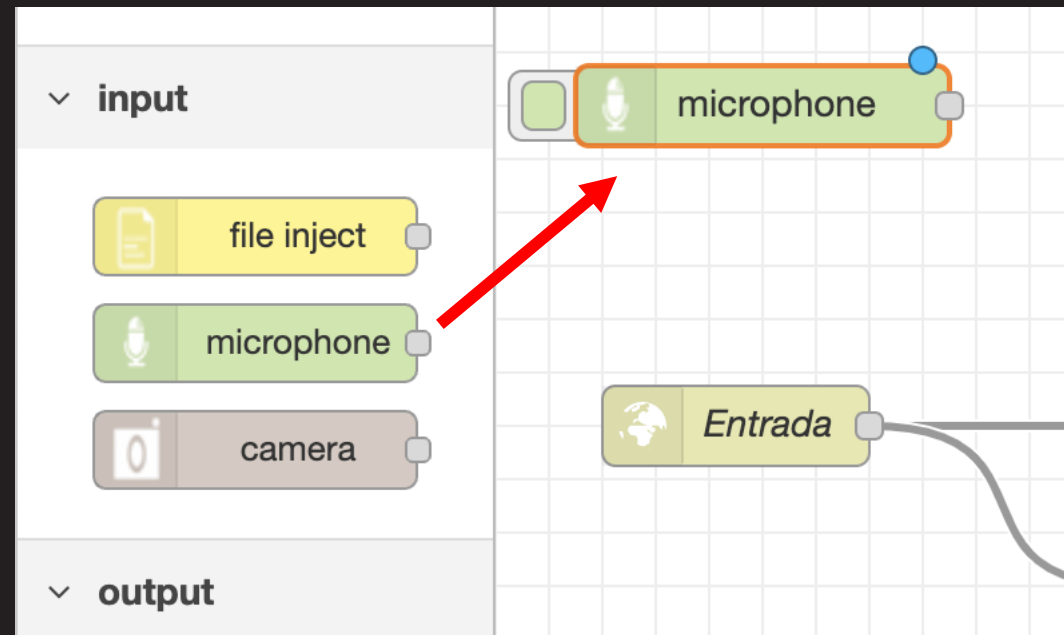 input
microphone
file inject
microphone
Entrada
camera
output